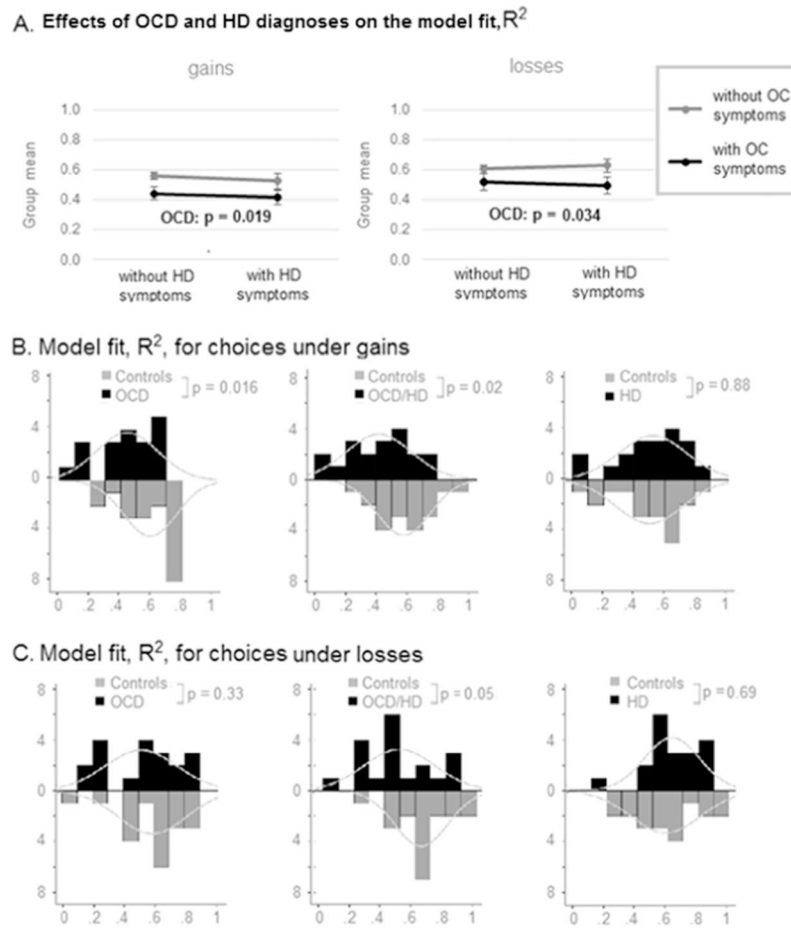 A. Effects of OCD and HD diagnoses on the model fit, R²
gains
losses
without OC
symptoms
with OC
symptoms
Group mean
1.0
0.8
0.6
0.4
0.2
0.0
OCD: p = 0.019
without HD
symptoms
with HD
symptoms
Group mean
1.0
0.8
0.6
0.4
0.2
0.0
OCD: p = 0.034
without HD
symptoms
with HD
symptoms
B. Model fit, R², for choices under gains
8
4
0
4
8
Controls
OCD
p = 0.016
0 .2 .4 .6 .8 1
8
4
0
4
8
Controls
OCD/HD
p = 0.02
0 .2 .4 .6 .8 1
8
4
0
4
8
Controls
HD
p = 0.88
0 .2 .4 .6 .8 1
C. Model fit, R², for choices under losses
8
4
0
4
8
Controls
OCD
p = 0.33
0 .2 .4 .6 .8 1
8
4
0
4
8
Controls
OCD/HD
p = 0.05
0 .2 .4 .6 .8 1
8
4
0
4
8
Controls
HD
p = 0.69
0 .2 .4 .6 .8 1